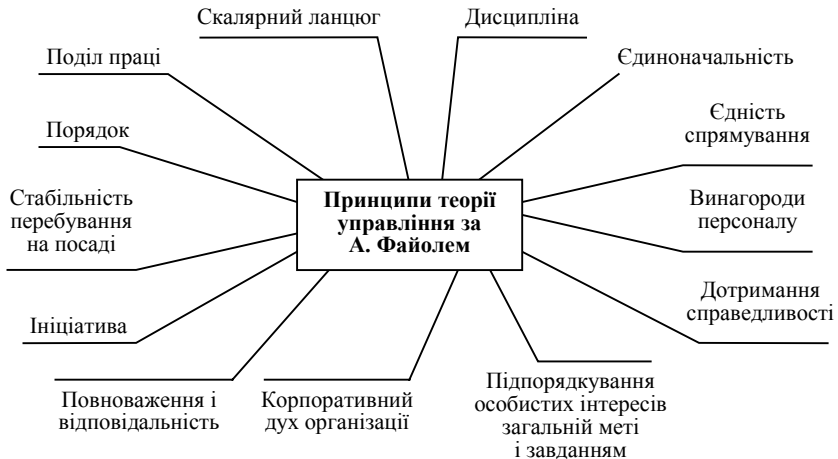 Скалярний ланцюг
Дисципліна
Поділ праці
Єдиноначальність
Порядок
Єдність
спрямування
Стабільність
перебування
на посаді
Принципи теорії
управління за
А. Файолем
Винагороди
персоналу
Ініціатива
Дотримання
справедливості
Повноваження і
відповідальність
Корпоративний
дух організації
Підпорядкування
особистих інтересів
загальній меті
і завданням